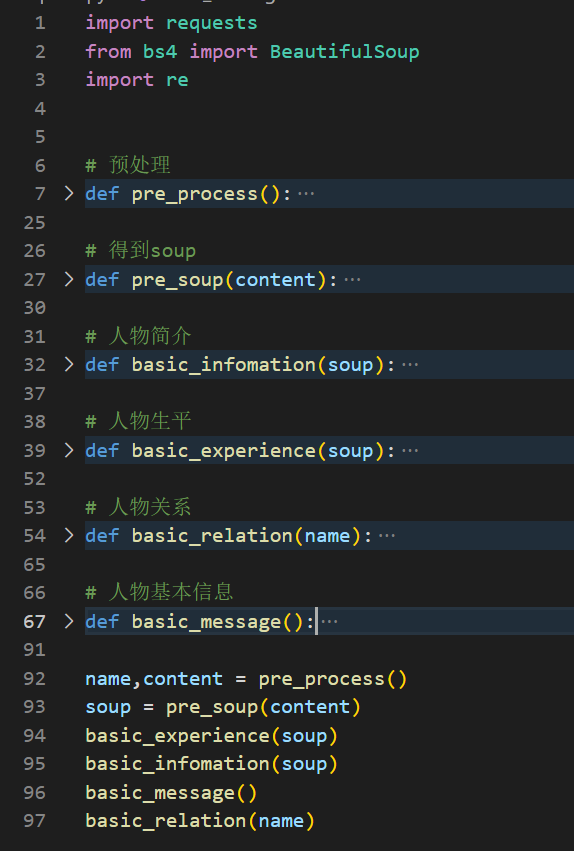 1 import requests
2 from bs4 import BeautifulSoup
3 import re
4
5
6 # 预处理
7 > def pre_process():···
25
26 # 得到soup
27 > def pre_soup(content):···
30
31 # 人物简介
32 > def basic_infomation(soup):···
37
38 # 人物生平
39 > def basic_experience(soup):···
52
53 # 人物关系
54 > def basic_relation(name):···
65
66 # 人物基本信息
67 > def basic_message():···
91
92 name,content = pre_process()
93 soup = pre_soup(content)
94 basic_experience(soup)
95 basic_infomation(soup)
96 basic_message()
97 basic_relation(name)